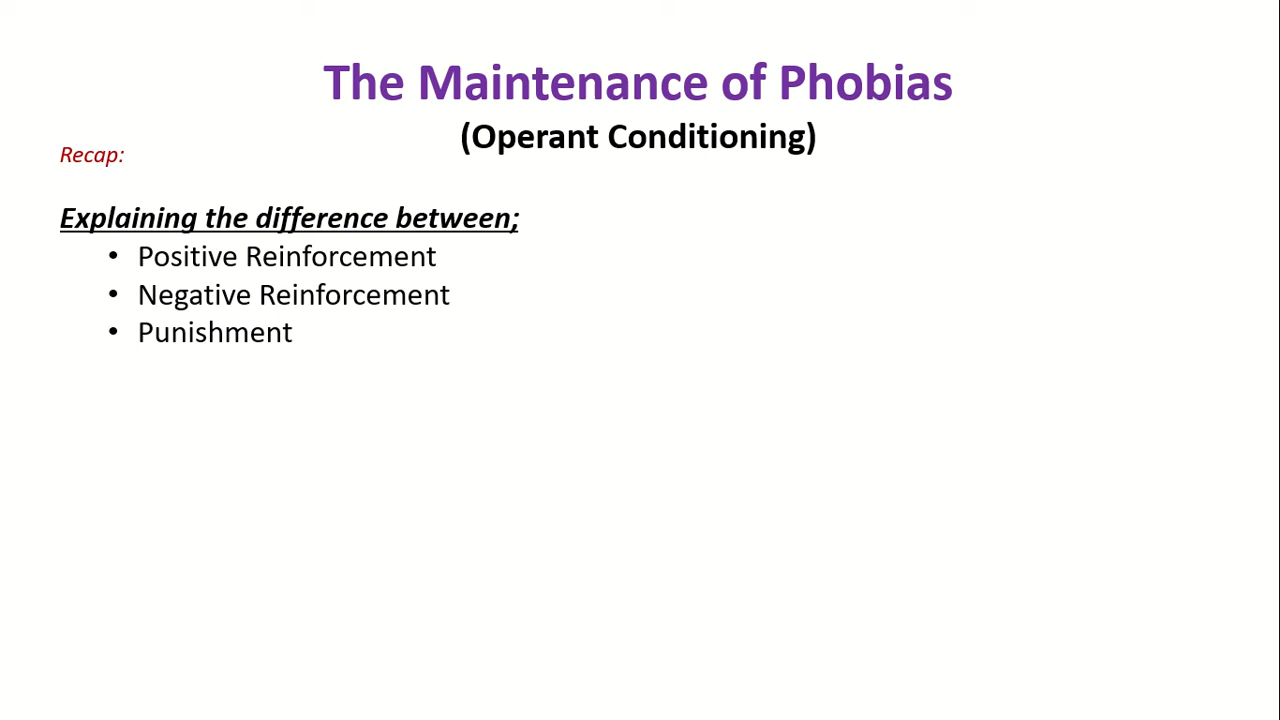 The Maintenance of Phobias
(Operant Conditioning)
Recap:
Explaining the difference between;
• Positive Reinforcement
• Negative Reinforcement
• Punishment